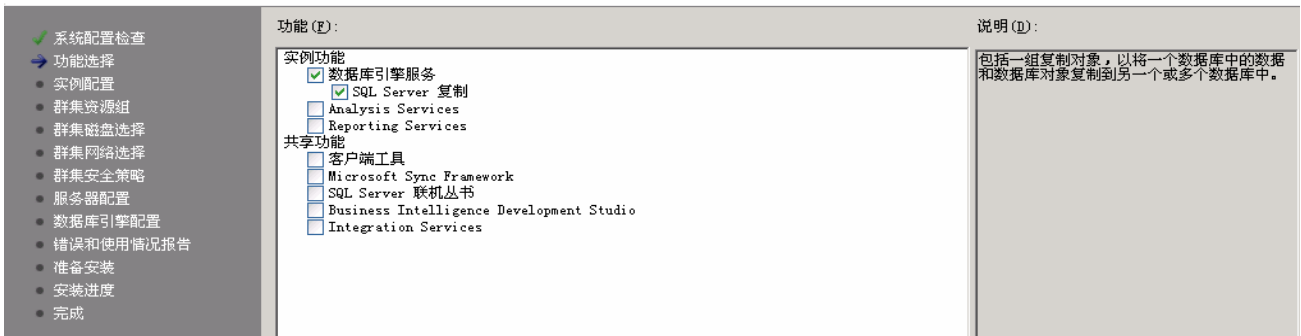 系统配置检查
功能选择
实例配置
群集资源组
群集磁盘选择
群集网络选择
群集安全策略
服务器配置
数据库引擎配置
错误和使用情况报告
准备安装
安装进度
完成
功能(F):
实例功能
数据库引擎服务
SQL Server 复制
Analysis Services
Reporting Services
共享功能
客户端工具
Microsoft Sync Framework
SQL Server 联机丛书
Business Intelligence Development Studio
Integration Services
说明(D):
包括一组复制对象，以将一个数据库中的数据
和数据库对象复制到另一个或多个数据库中。